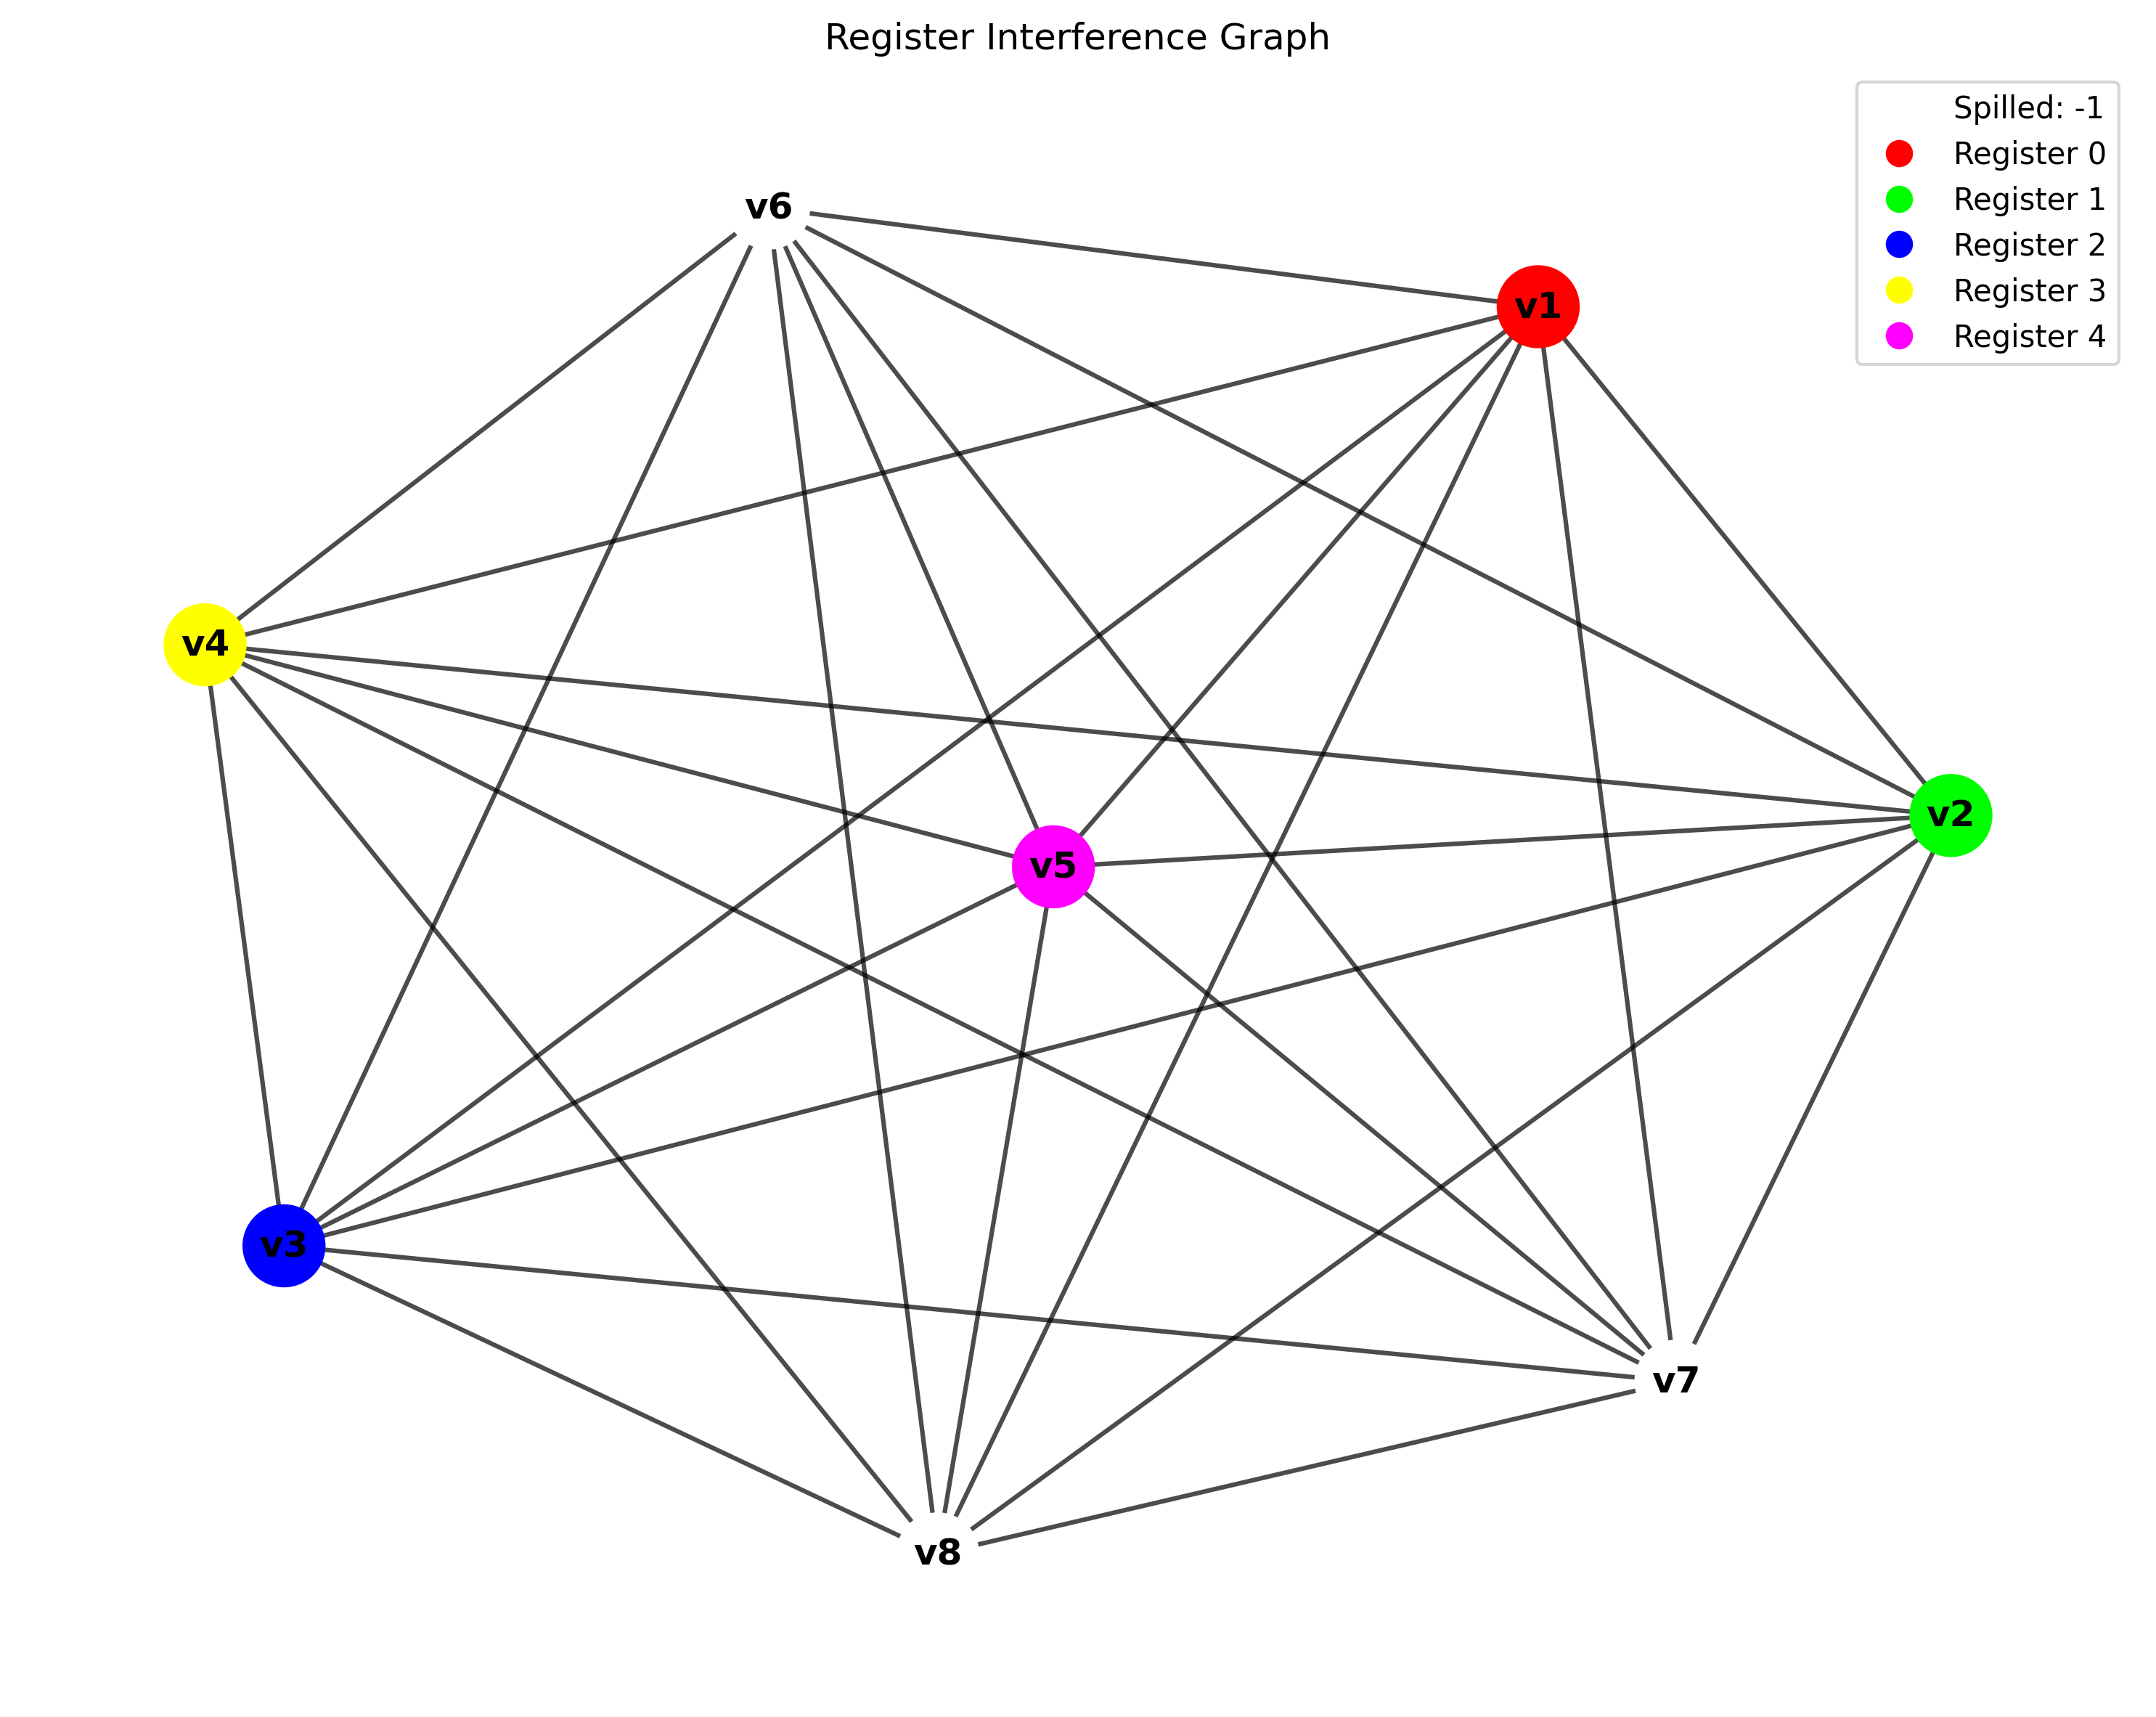 Register Interference Graph
Spilled: -1
Register 0
Register 1
Register 2
Register 3
Register 4
v6
v1
v4
v2
v5
v3
v7
v8